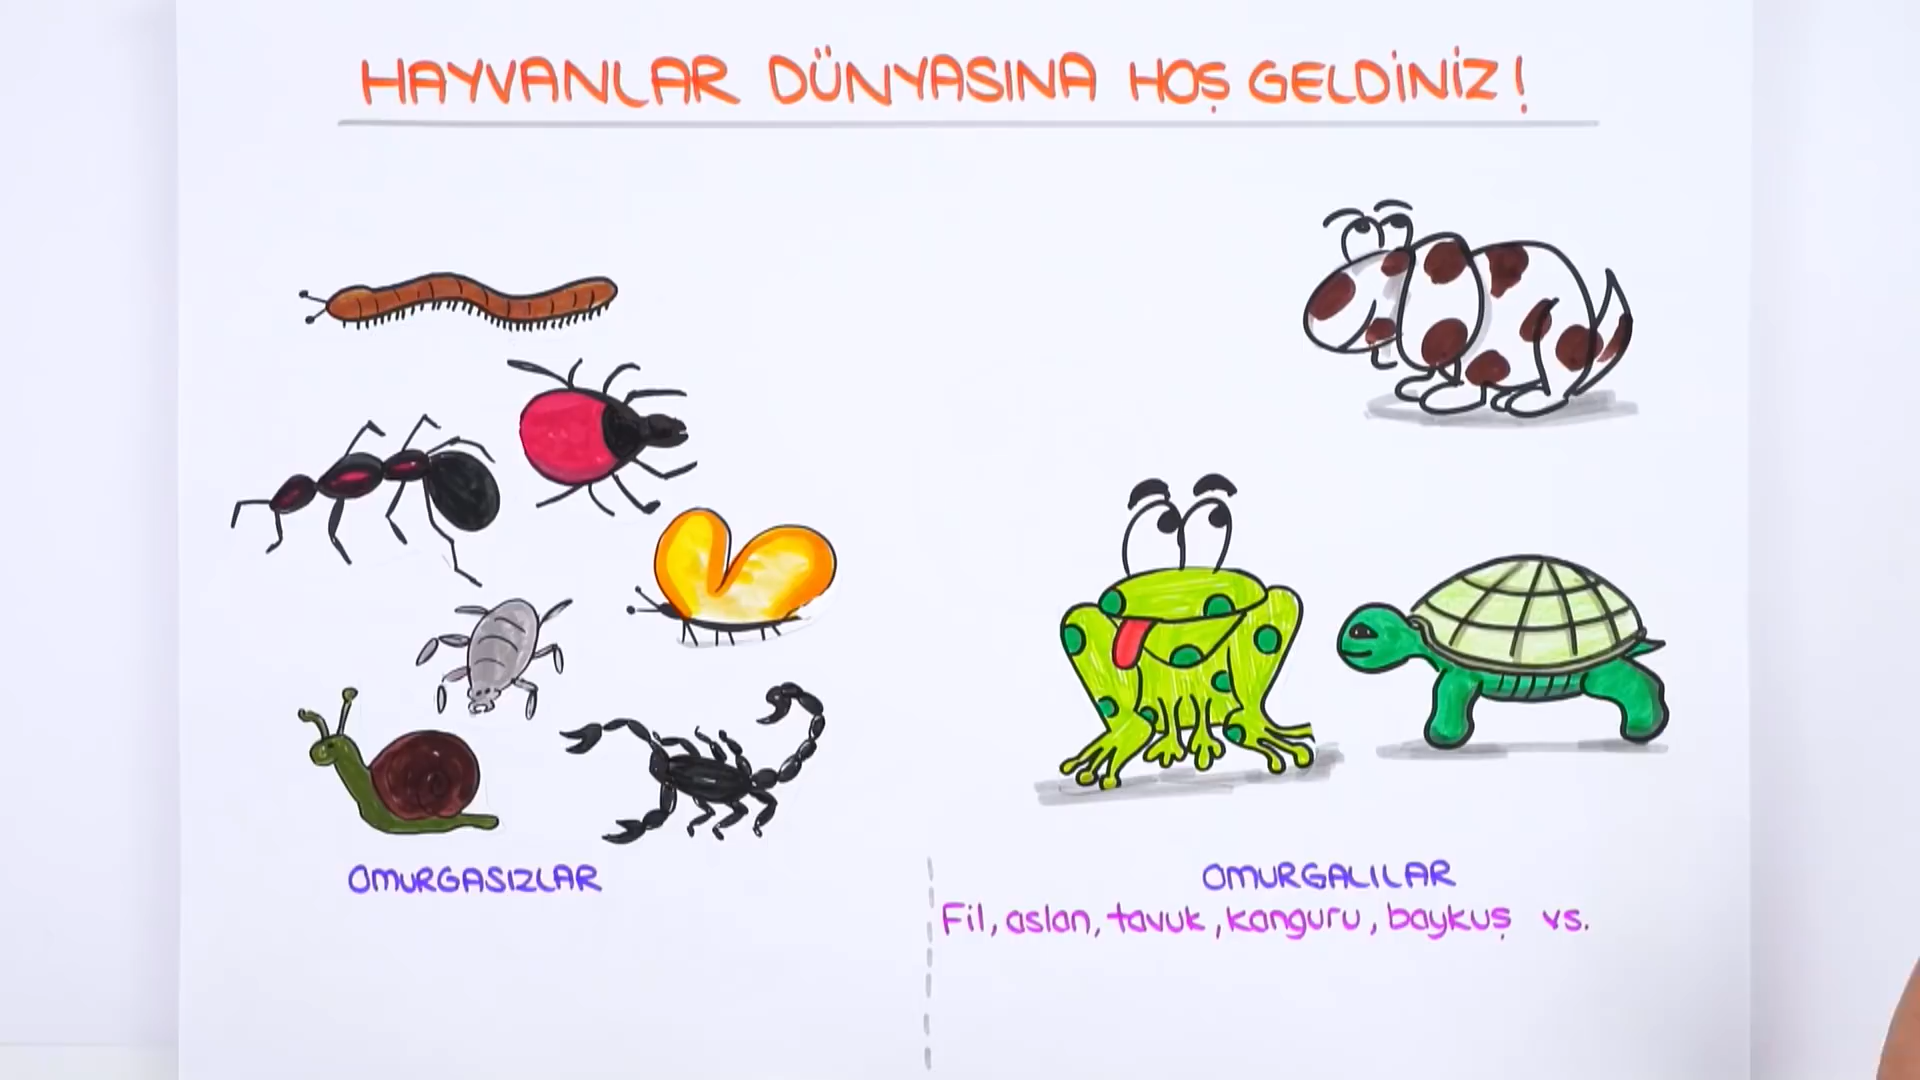 HAYVANLAR DÜNYASINA HOŞ GELDİNİZ!
OMURGASIZLAR
OMURGALILAR
Fil, aslan, tavuk, kanguru, baykuş vs.